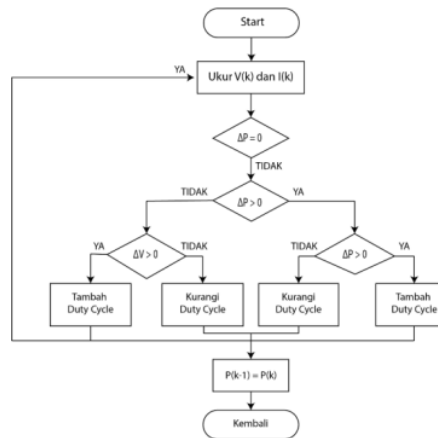 Start
YA
Ukur V(k) dan I(k)
ΔP = 0
TIDAK
TIDAK
ΔP > 0
YA
YA
ΔV > 0
TIDAK
TIDAK
ΔP > 0
YA
Tambah
Duty Cycle
Kurangi
Duty Cycle
Kurangi
Duty Cycle
Tambah
Duty Cycle
P(k-1) = P(k)
Kembali